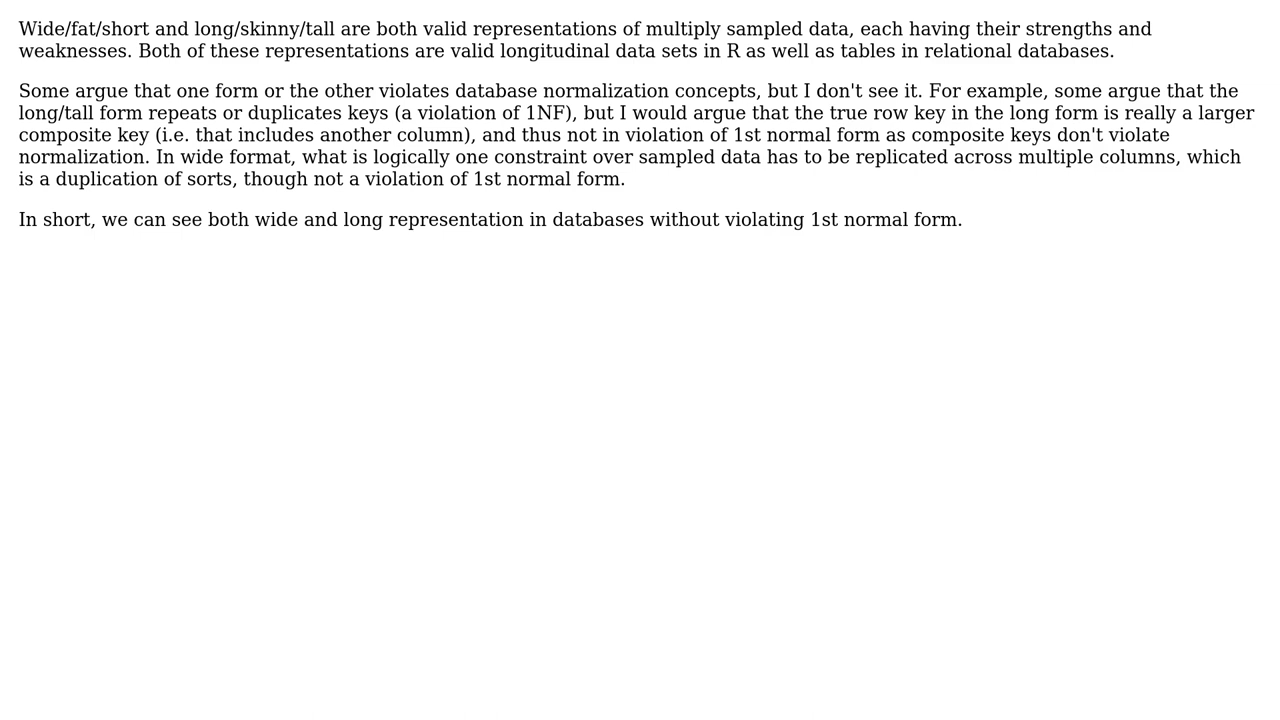 Wide/fat/short and long/skinny/tall are both valid representations of multiply sampled data, each having their strengths and
weaknesses. Both of these representations are valid longitudinal data sets in R as well as tables in relational databases.
Some argue that one form or the other violates database normalization concepts, but I don't see it. For example, some argue that the
long/tall form repeats or duplicates keys (a violation of 1NF), but I would argue that the true row key in the long form is really a larger
composite key (i.e. that includes another column), and thus not in violation of 1st normal form as composite keys don't violate
normalization. In wide format, what is logically one constraint over sampled data has to be replicated across multiple columns, which
is a duplication of sorts, though not a violation of 1st normal form.
In short, we can see both wide and long representation in databases without violating 1st normal form.